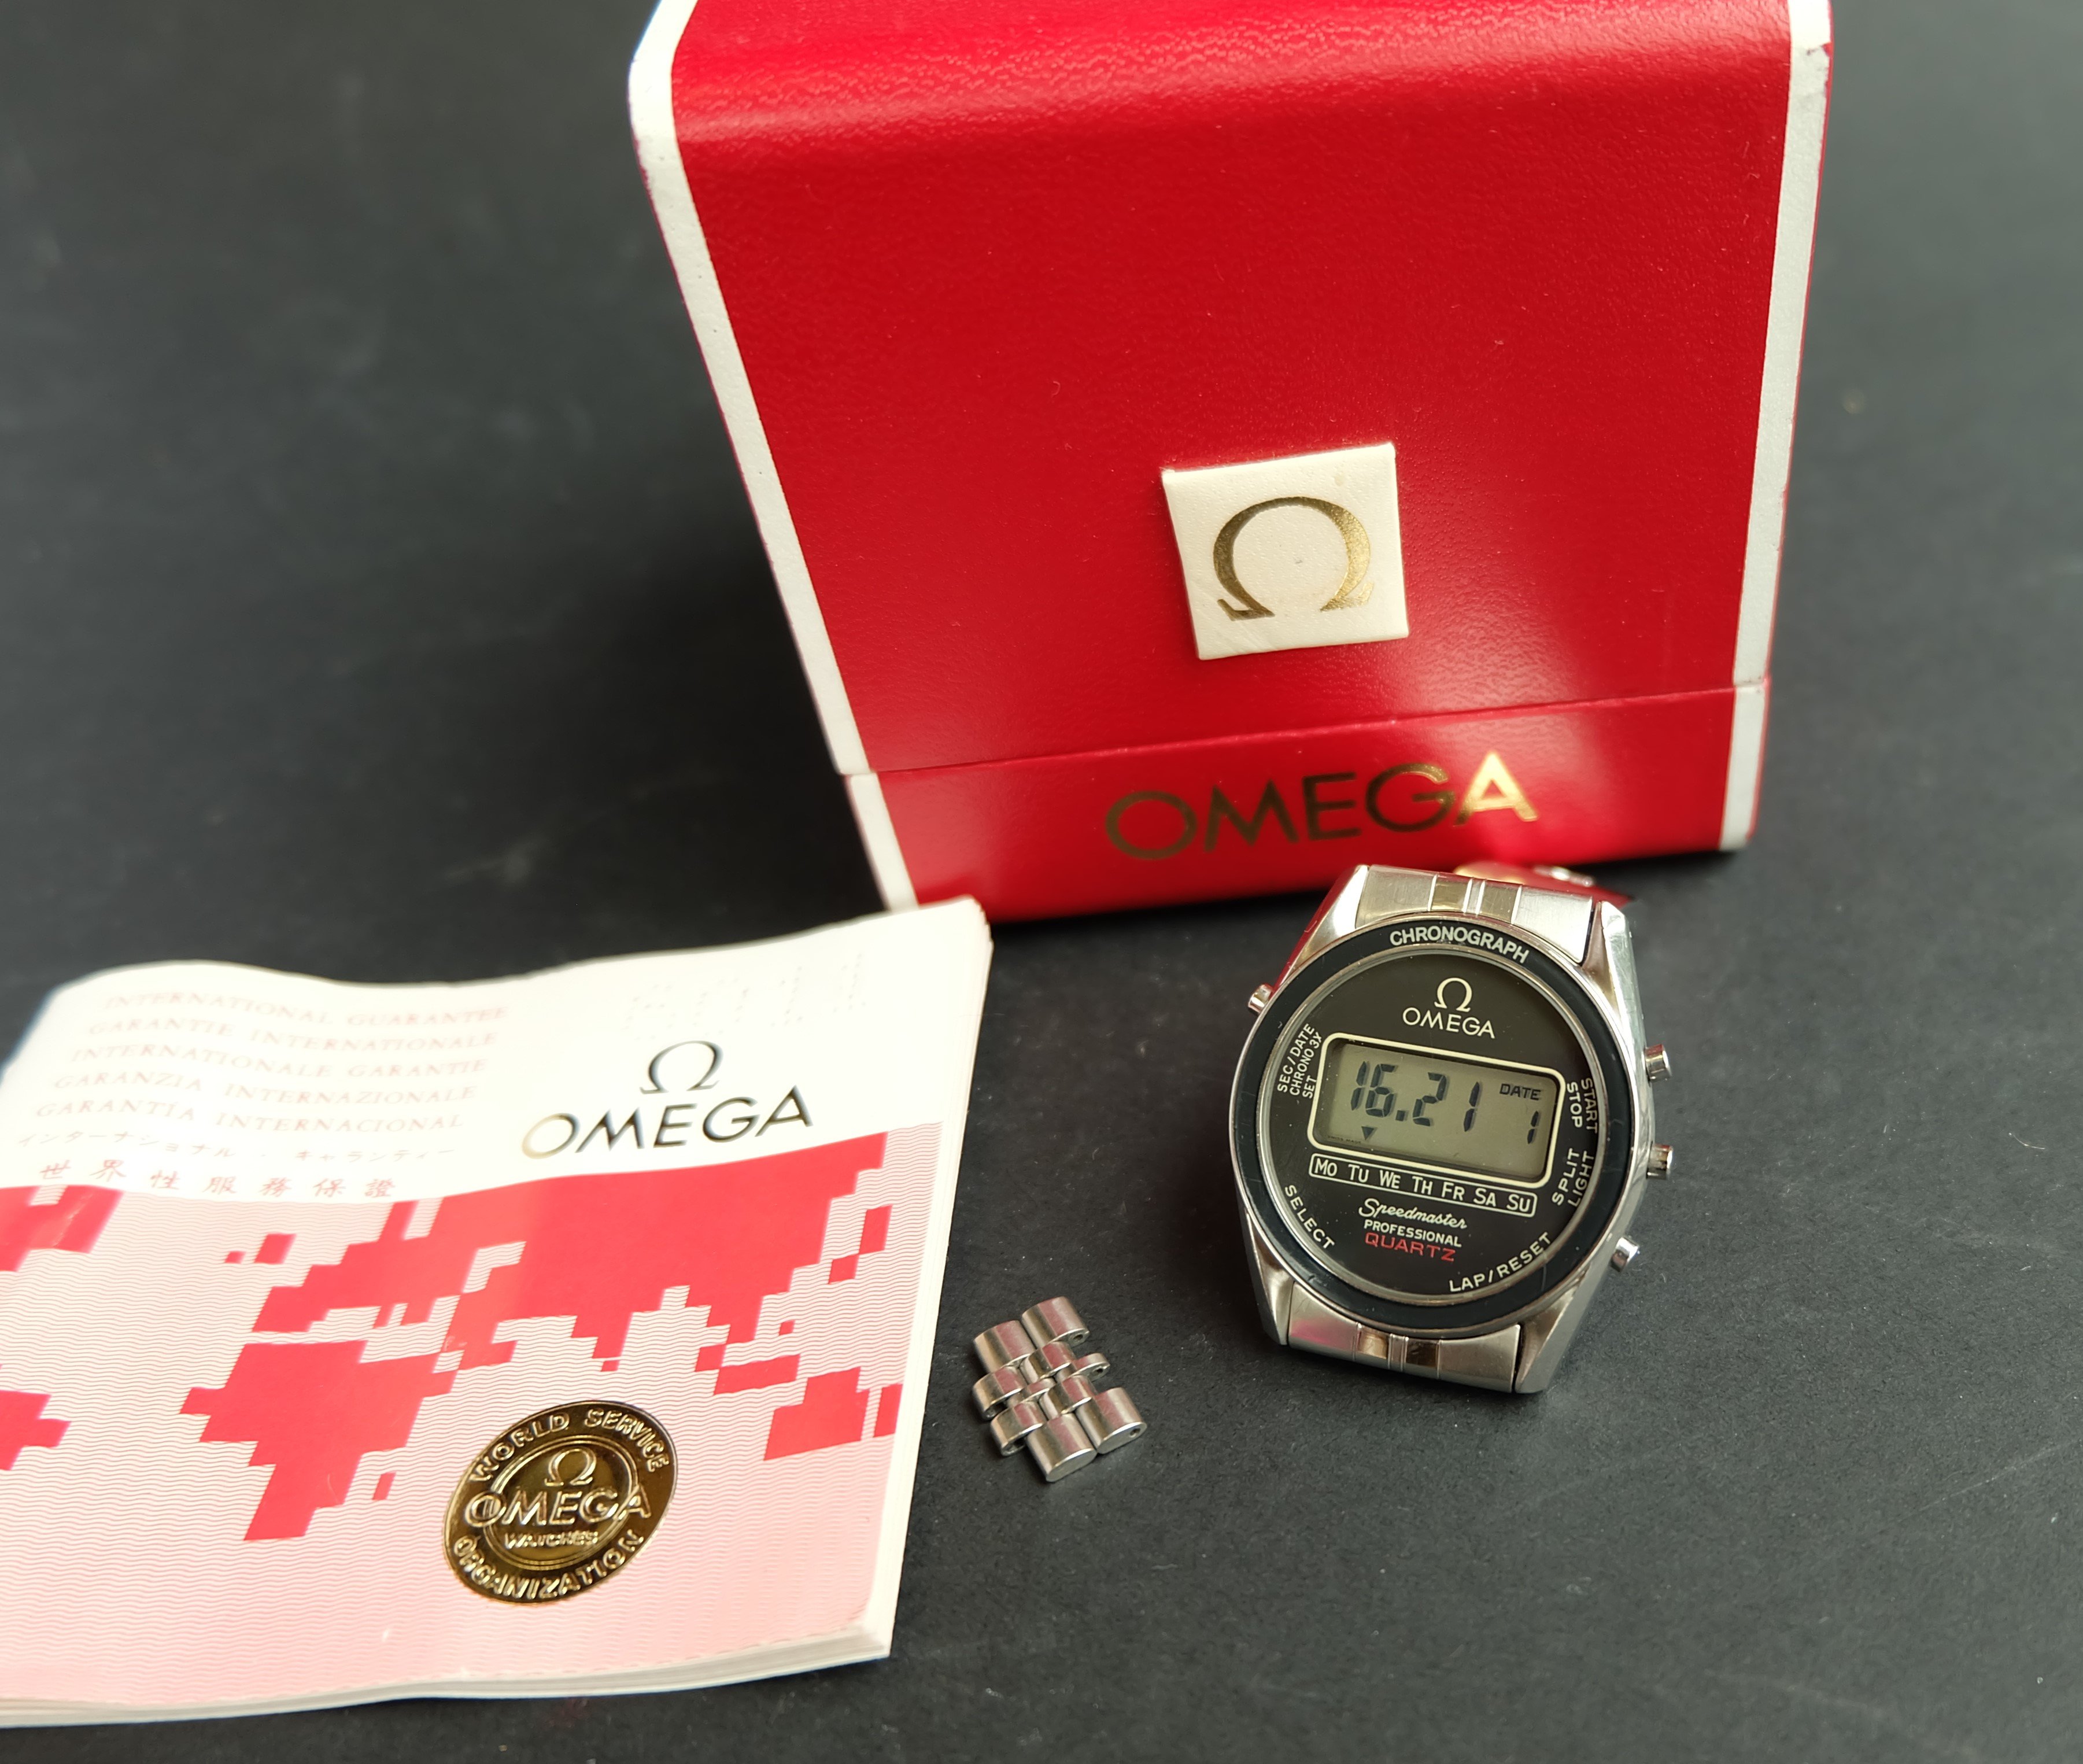 Ω
OMEGA
INTERNATIONAL GUARANTEE
GARANTIE INTERNATIONALE
INTERNATIONALE GARANTIE
GARANZIA INTERNAZIONALE
GARANTIA INTERNACIONAL
インターナショナル・ギャランティー
世界性服務保證
Ω
OMEGA
WORLD SERVICE
Ω
OMEGA
WATCHES
ORGANIZATION
CHRONOGRAPH
Ω
OMEGA
SEC/DATE
CHRONO 3X
SET
16.21
DATE
1
START
STOP
SPLIT
LIGHT
MO TU WE TH FR SA SU
Speedmaster
PROFESSIONAL
QUARTZ
SELECT
LAP/RESET